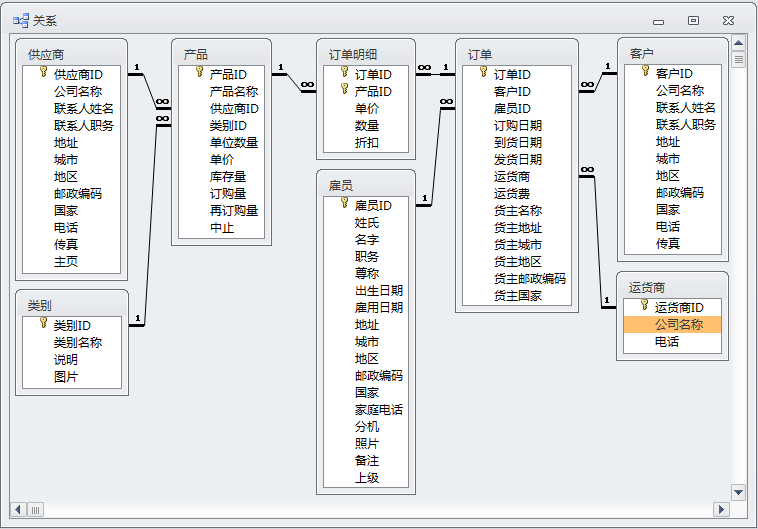 关系
供应商
供应商ID
公司名称
联系人姓名
联系人职务
地址
城市
地区
邮政编码
国家
电话
传真
主页
类别
类别ID
类别名称
说明
图片
产品
产品ID
产品名称
供应商ID
类别ID
单位数量
单价
库存量
订购量
再订购量
中止
订单明细
订单ID
产品ID
单价
数量
折扣
雇员
雇员ID
姓氏
名字
职务
尊称
出生日期
雇用日期
地址
城市
地区
邮政编码
国家
家庭电话
分机
照片
备注
上级
订单
订单ID
客户ID
雇员ID
订购日期
到货日期
发货日期
运货商
运货费
货主名称
货主地址
货主城市
货主地区
货主邮政编码
货主国家
客户
客户ID
公司名称
联系人姓名
联系人职务
地址
城市
地区
邮政编码
国家
电话
传真
运货商
运货商ID
公司名称
电话
1
∞
1
∞
1
∞
∞
1
1
∞
1
∞
1
∞